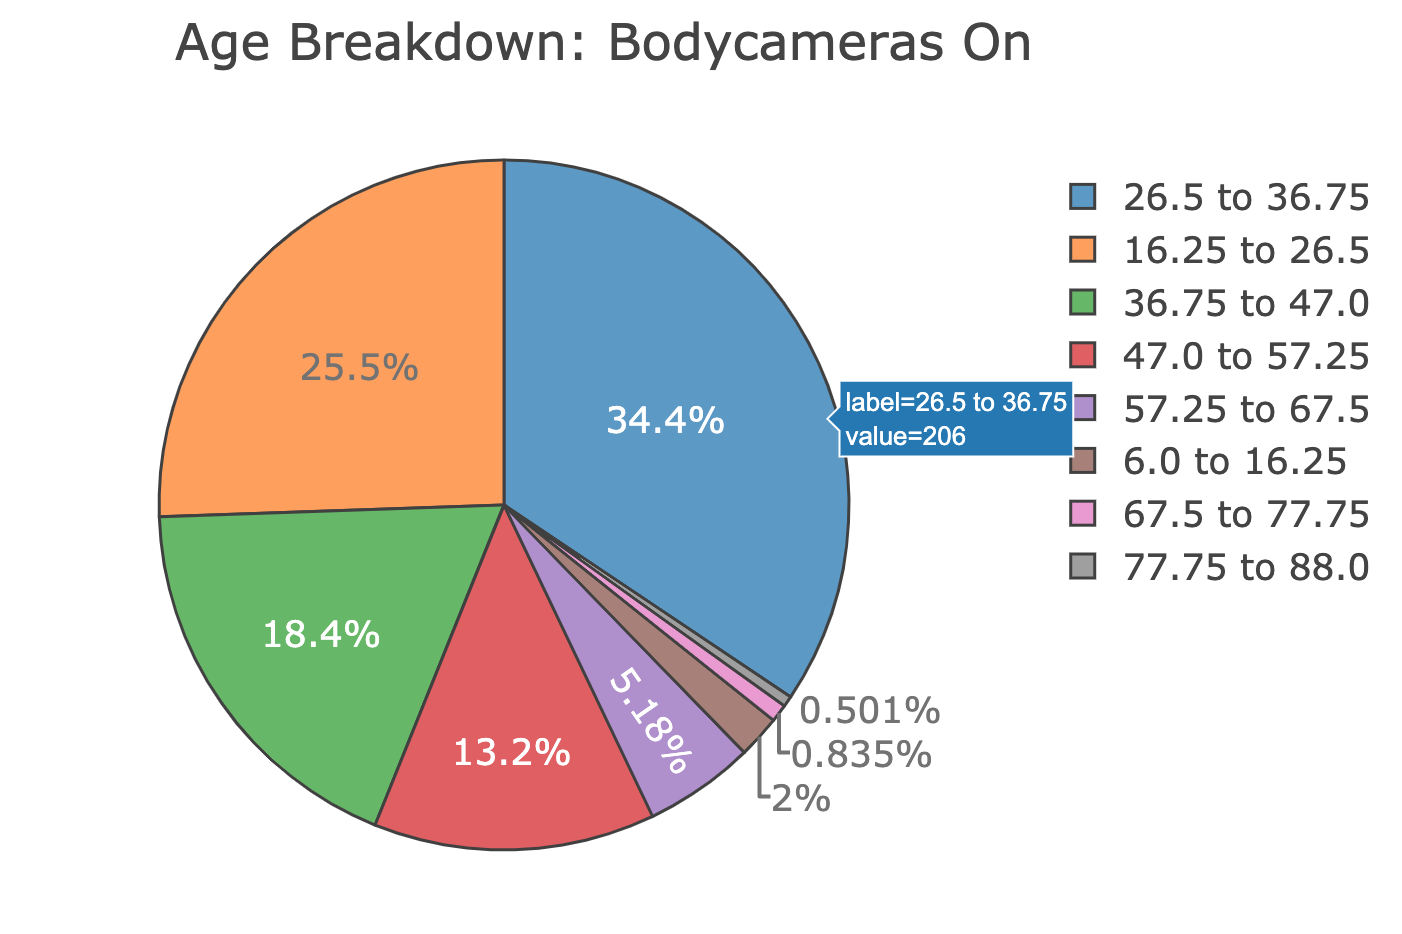 Age Breakdown: Bodycameras On
26.5 to 36.75
16.25 to 26.5
36.75 to 47.0
47.0 to 57.25
57.25 to 67.5
6.0 to 16.25
67.5 to 77.75
77.75 to 88.0
25.5%
34.4%
label=26.5 to 36.75
value=206
18.4%
13.2%
5.18%
0.501%
0.835%
2%